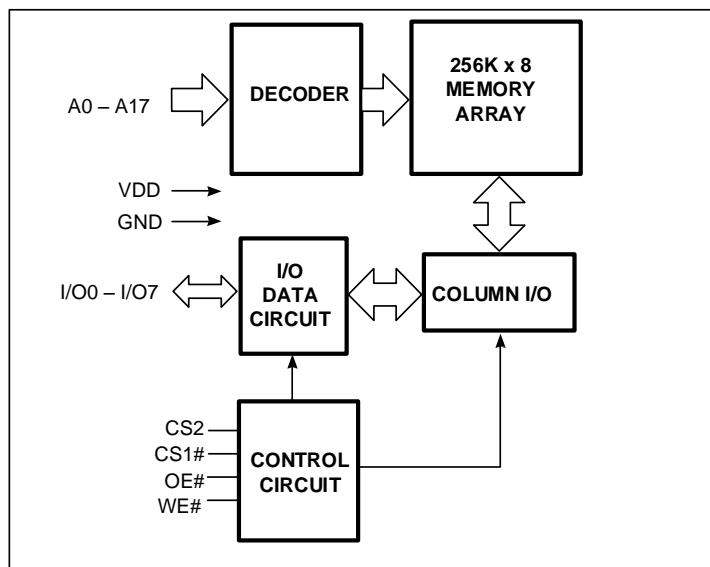 DECODER
256K x 8
MEMORY
ARRAY
A0 – A17
VDD
GND
I/O0 – I/O7
I/O
DATA
CIRCUIT
COLUMN I/O
CS2
CS1#
OE#
WE#
CONTROL
CIRCUIT